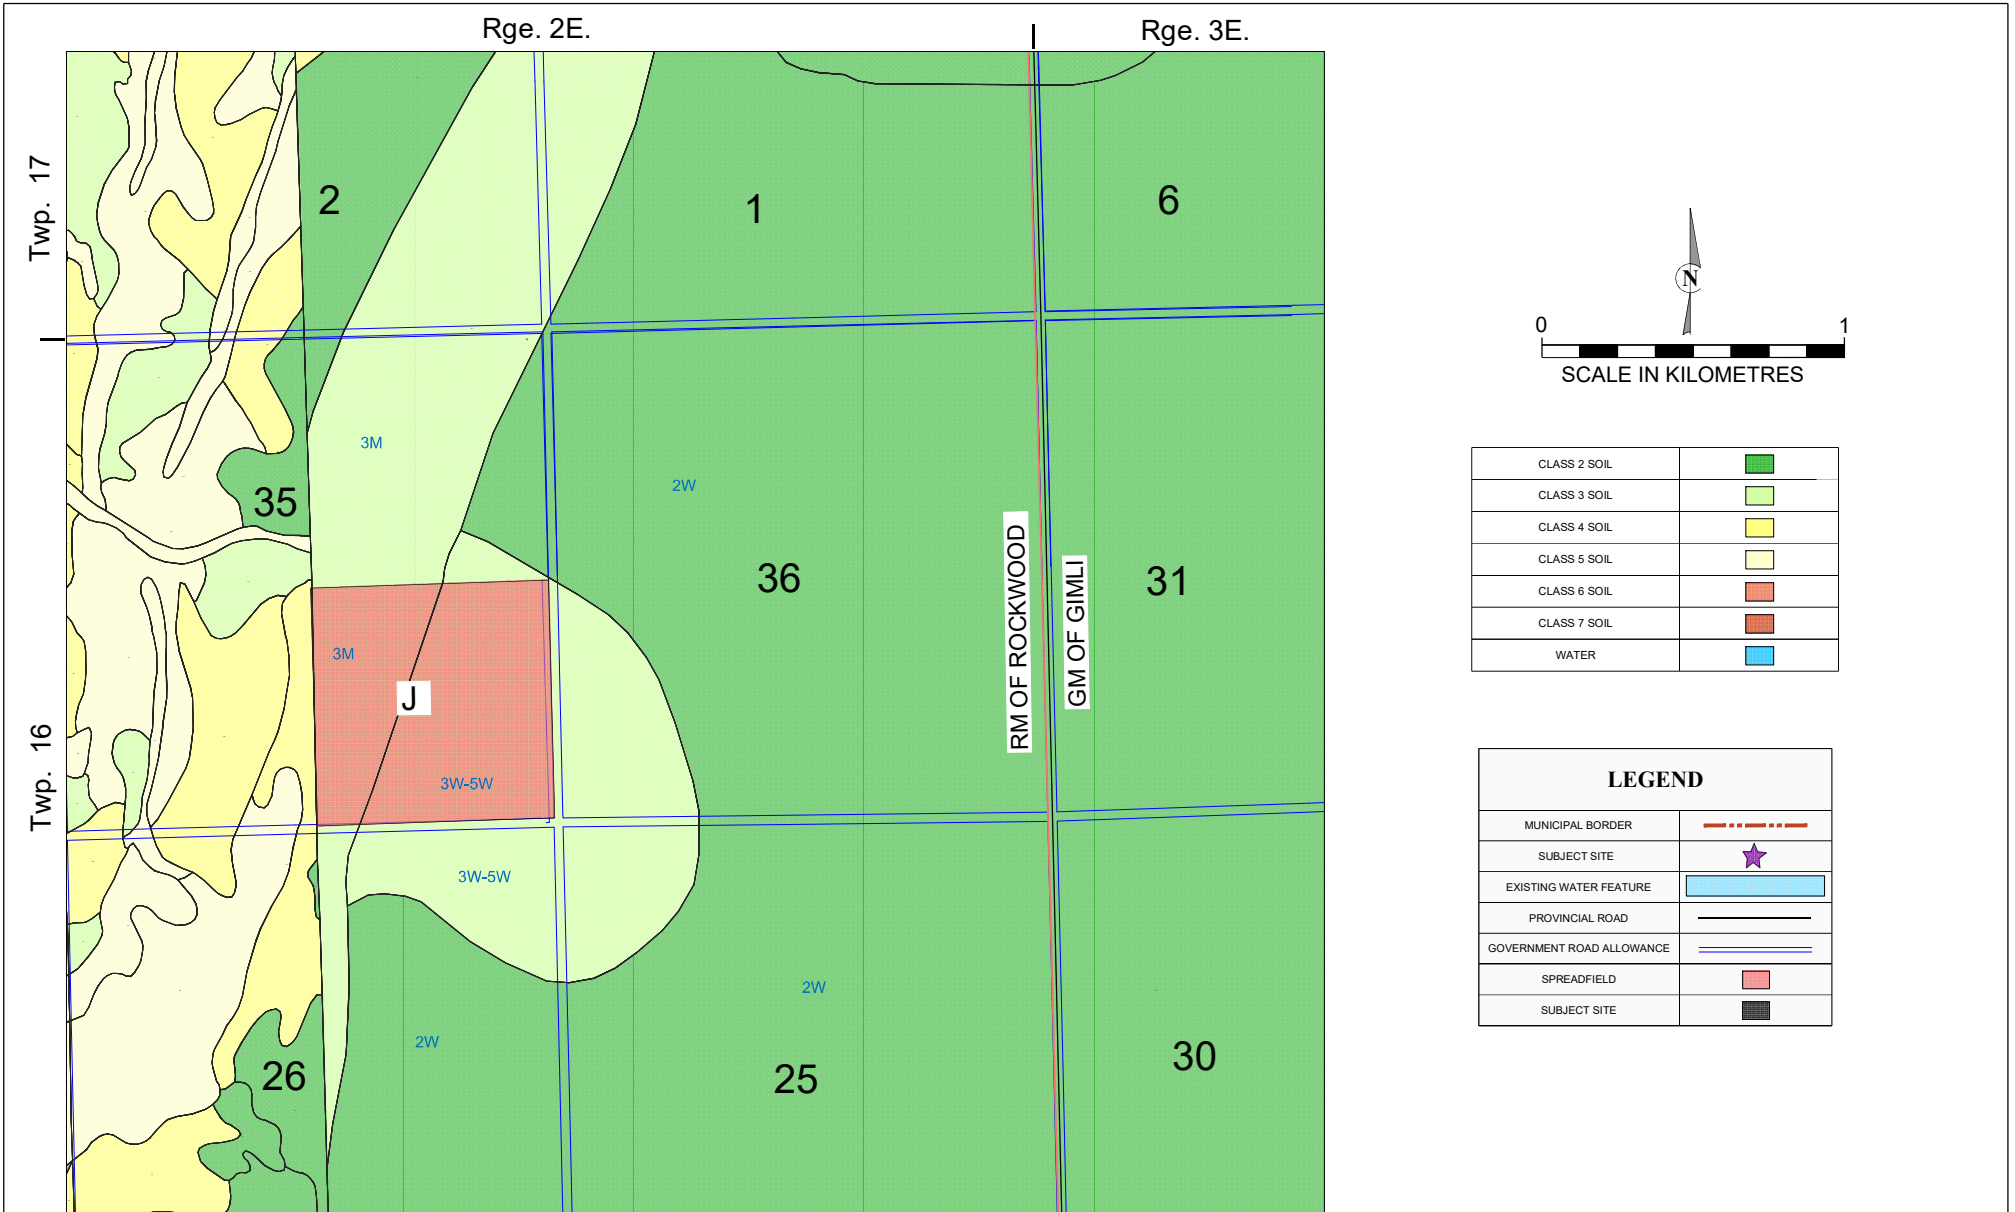 Rge. 2E.
Rge. 3E.
Twp. 17
2
1
6
N
0
1
SCALE IN KILOMETRES
3M
2W
35
36
31
CLASS 2 SOIL
CLASS 3 SOIL
CLASS 4 SOIL
CLASS 5 SOIL
CLASS 6 SOIL
CLASS 7 SOIL
WATER
RM OF ROCKWOOD
GM OF GIMLI
3M
J
Twp. 16
3W-5W
3W-5W
LEGEND
MUNICIPAL BORDER
SUBJECT SITE
EXISTING WATER FEATURE
PROVINCIAL ROAD
GOVERNMENT ROAD ALLOWANCE
SPREADFIELD
SUBJECT SITE
2W
2W
26
25
30